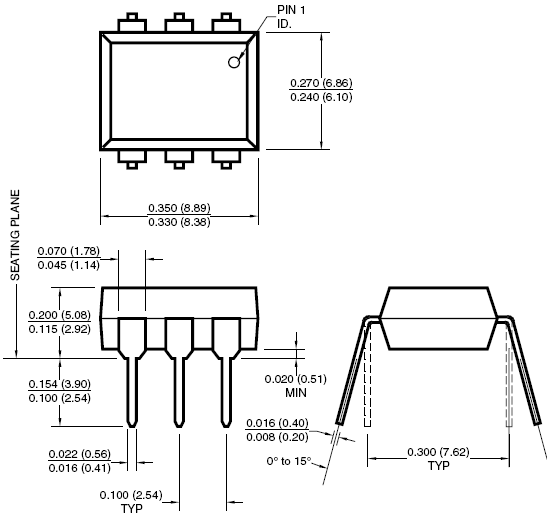 PIN 1
ID.
0.270 (6.86)
0.240 (6.10)
0.350 (8.89)
0.330 (8.38)
SEATING PLANE
0.070 (1.78)
0.045 (1.14)
0.200 (5.08)
0.115 (2.92)
0.020 (0.51)
MIN
0.154 (3.90)
0.100 (2.54)
0.016 (0.40)
0.008 (0.20)
0.022 (0.56)
0.016 (0.41)
0° to 15°
0.300 (7.62)
TYP
0.100 (2.54)
TYP